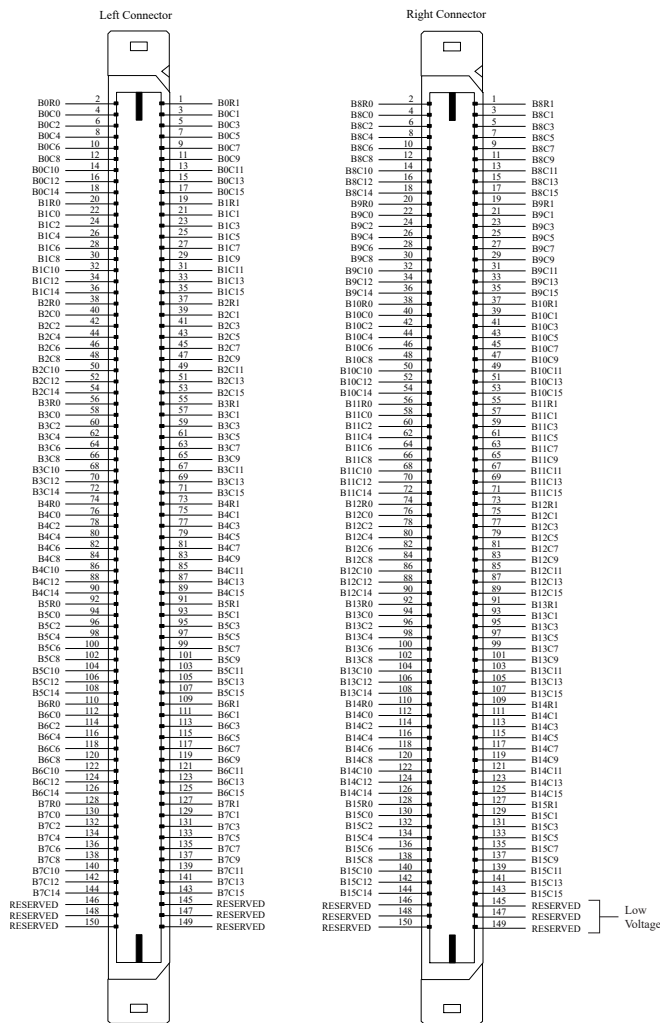 Left Connector Right Connector
B0R0 2 1 B0R1 B8R0 2 1 B8R1
B0C0 4 3 B0C1 B8C0 4 3 B8C1
B0C2 6 5 B0C3 B8C2 6 5 B8C3
B0C4 8 7 B0C5 B8C4 8 7 B8C5
B0C6 10 9 B0C7 B8C6 10 9 B8C7
B0C8 12 11 B0C9 B8C8 12 11 B8C9
B0C10 14 13 B0C11 B8C10 14 13 B8C11
B0C12 16 15 B0C13 B8C12 16 15 B8C13
B0C14 18 17 B0C15 B8C14 18 17 B8C15
B1R0 20 19 B1R1 B9R0 20 19 B9R1
B1C0 22 21 B1C1 B9C0 22 21 B9C1
B1C2 24 23 B1C3 B9C2 24 23 B9C3
B1C4 26 25 B1C5 B9C4 26 25 B9C5
B1C6 28 27 B1C7 B9C6 28 27 B9C7
B1C8 30 29 B1C9 B9C8 30 29 B9C9
B1C10 32 31 B1C11 B9C10 32 31 B9C11
B1C12 34 33 B1C13 B9C12 34 33 B9C13
B1C14 36 35 B1C15 B9C14 36 35 B9C15
B2R0 38 37 B2R1 B10R0 38 37 B10R1
B2C0 40 39 B2C1 B10C0 40 39 B10C1
B2C2 42 41 B2C3 B10C2 42 41 B10C3
B2C4 44 43 B2C5 B10C4 44 43 B10C5
B2C6 46 45 B2C7 B10C6 46 45 B10C7
B2C8 48 47 B2C9 B10C8 48 47 B10C9
B2C10 50 49 B2C11 B10C10 50 49 B10C11
B2C12 52 51 B2C13 B10C12 52 51 B10C13
B2C14 54 53 B2C15 B10C14 54 53 B10C15
B3R0 56 55 B3R1 B11R0 56 55 B11R1
B3C0 58 57 B3C1 B11C0 58 57 B11C1
B3C2 60 59 B3C3 B11C2 60 59 B11C3
B3C4 62 61 B3C5 B11C4 62 61 B11C5
B3C6 64 63 B3C7 B11C6 64 63 B11C7
B3C8 66 65 B3C9 B11C8 66 65 B11C9
B3C10 68 67 B3C11 B11C10 68 67 B11C11
B3C12 70 69 B3C13 B11C12 70 69 B11C13
B3C14 72 71 B3C15 B11C14 72 71 B11C15
B4R0 74 73 B4R1 B12R0 74 73 B12R1
B4C0 76 75 B4C1 B12C0 76 75 B12C1
B4C2 78 77 B4C3 B12C2 78 77 B12C3
B4C4 80 79 B4C5 B12C4 80 79 B12C5
B4C6 82 81 B4C7 B12C6 82 81 B12C7
B4C8 84 83 B4C9 B12C8 84 83 B12C9
B4C10 86 85 B4C11 B12C10 86 85 B12C11
B4C12 88 87 B4C13 B12C12 88 87 B12C13
B4C14 90 89 B4C15 B12C14 90 89 B12C15
B5R0 92 91 B5R1 B13R0 92 91 B13R1
B5C0 94 93 B5C1 B13C0 94 93 B13C1
B5C2 96 95 B5C3 B13C2 96 95 B13C3
B5C4 98 97 B5C5 B13C4 98 97 B13C5
B5C6 100 99 B5C7 B13C6 100 99 B13C7
B5C8 102 101 B5C9 B13C8 102 101 B13C9
B5C10 104 103 B5C11 B13C10 104 103 B13C11
B5C12 106 105 B5C13 B13C12 106 105 B13C13
B5C14 108 107 B5C15 B13C14 108 107 B13C15
B6R0 110 109 B6R1 B14R0 110 109 B14R1
B6C0 112 111 B6C1 B14C0 112 111 B14C1
B6C2 114 113 B6C3 B14C2 114 113 B14C3
B6C4 116 115 B6C5 B14C4 116 115 B14C5
B6C6 118 117 B6C7 B14C6 118 117 B14C7
B6C8 120 119 B6C9 B14C8 120 119 B14C9
B6C10 122 121 B6C11 B14C10 122 121 B14C11
B6C12 124 123 B6C13 B14C12 124 123 B14C13
B6C14 126 125 B6C15 B14C14 126 125 B14C15
B7R0 128 127 B7R1 B15R0 128 127 B15R1
B7C0 130 129 B7C1 B15C0 130 129 B15C1
B7C2 132 131 B7C3 B15C2 132 131 B15C3
B7C4 134 133 B7C5 B15C4 134 133 B15C5
B7C6 136 135 B7C7 B15C6 136 135 B15C7
B7C8 138 137 B7C9 B15C8 138 137 B15C9
B7C10 140 139 B7C11 B15C10 140 139 B15C11
B7C12 142 141 B7C13 B15C12 142 141 B15C13
B7C14 144 143 B7C15 B15C14 144 143 B15C15
RESERVED 146 145 RESERVED RESERVED 146 145 RESERVED
RESERVED 148 147 RESERVED RESERVED 148 147 RESERVED
RESERVED 150 149 RESERVED RESERVED 150 149 RESERVED
Low
Voltage